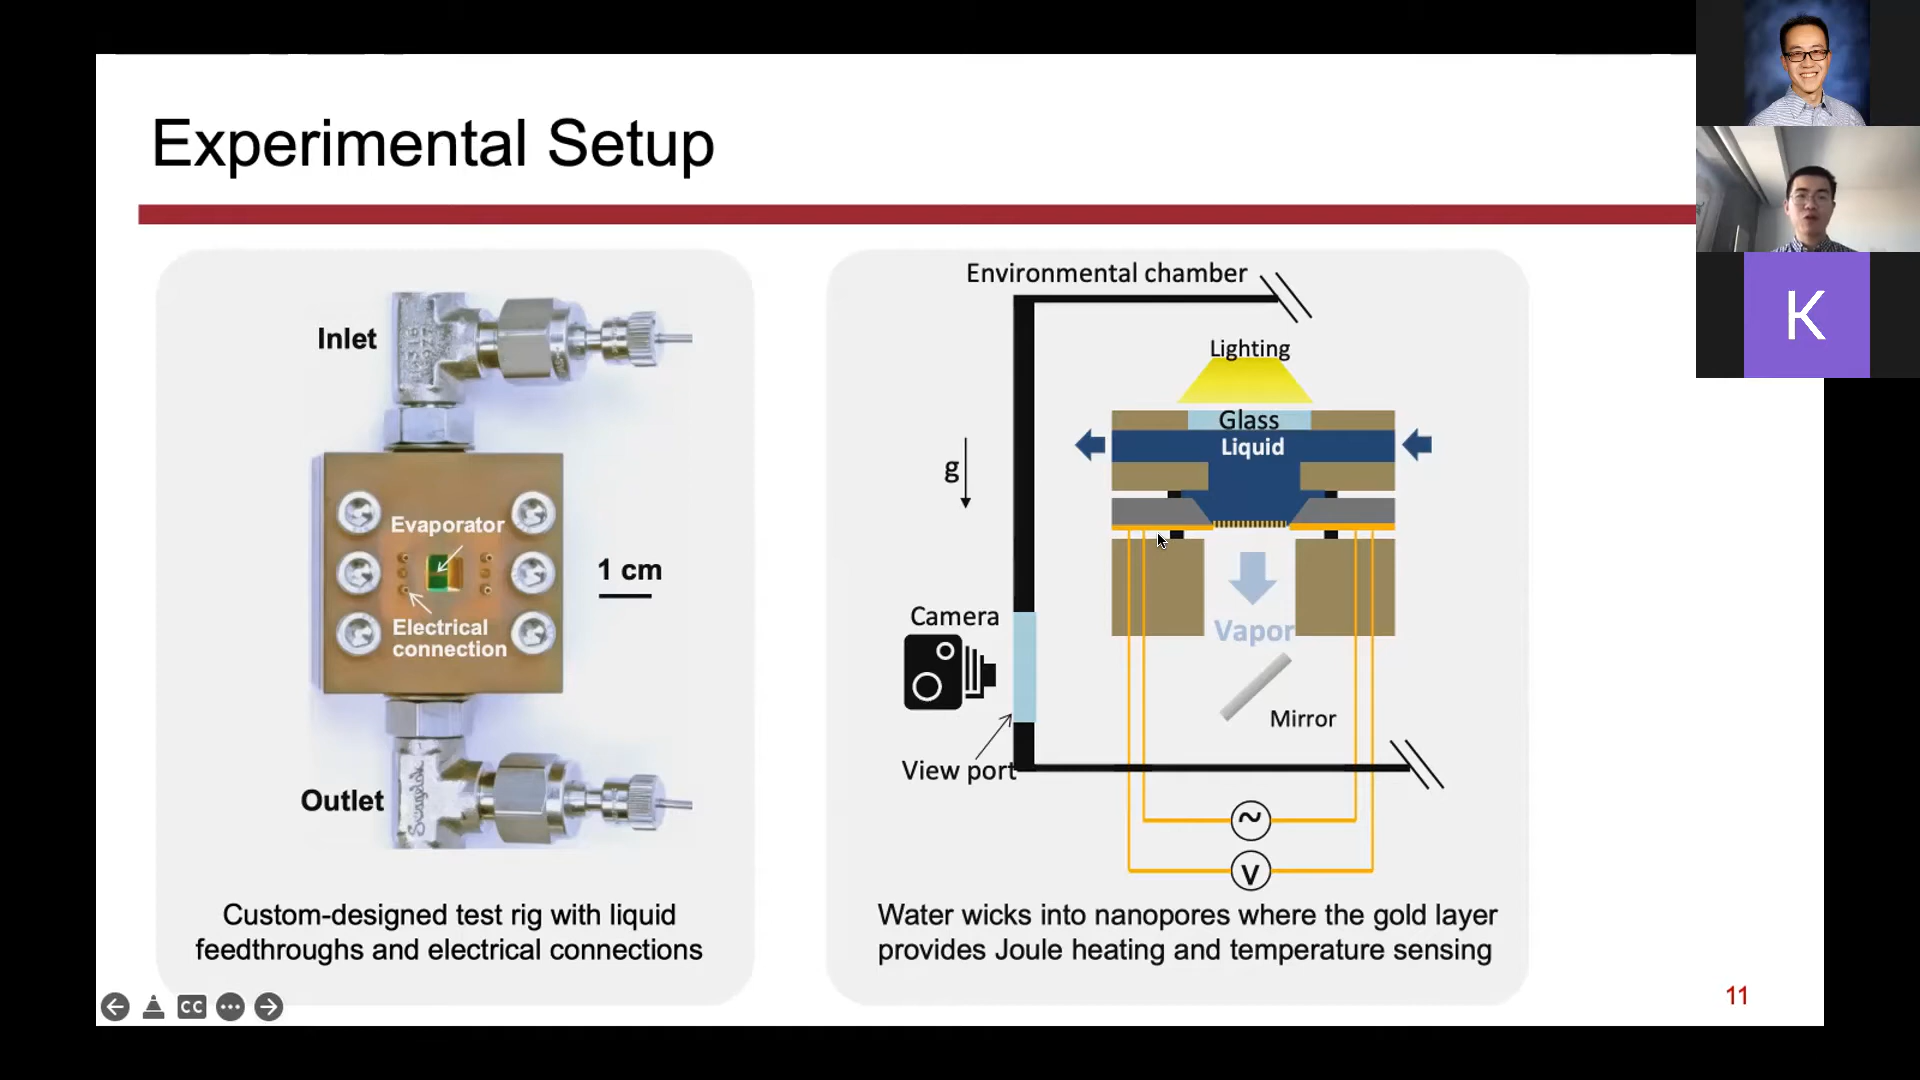 Experimental Setup
Inlet
Evaporator
1 cm
Electrical
connection
Outlet
Custom-designed test rig with liquid
feedthroughs and electrical connections
Environmental chamber
Lighting
Glass
Liquid
g
Camera
Vapor
Mirror
View port
~
V
Water wicks into nanopores where the gold layer
provides Joule heating and temperature sensing
11
CC
K